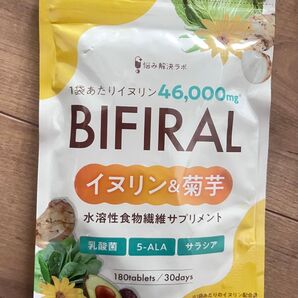 悩み解決ラボ
1袋あたりイヌリン46,000mg※
BIFIRAL
イヌリン&菊芋
水溶性食物繊維サプリメント
乳酸菌 5-ALA サラシア
180tablets/30days